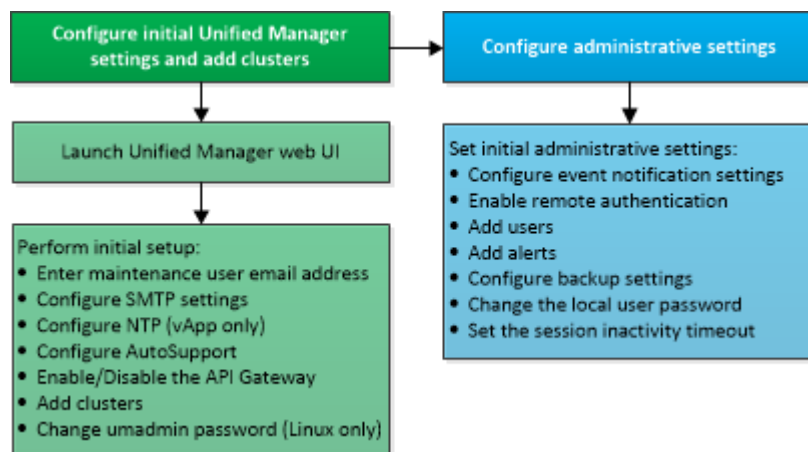 Configure initial Unified Manager
settings and add clusters
Configure administrative settings
Launch Unified Manager web UI
Perform initial setup:
• Enter maintenance user email address
• Configure SMTP settings
• Configure NTP (vApp only)
• Configure AutoSupport
• Enable/Disable the API Gateway
• Add clusters
• Change umadmin password (Linux only)
Set initial administrative settings:
• Configure event notification settings
• Enable remote authentication
• Add users
• Add alerts
• Configure backup settings
• Change the local user password
• Set the session inactivity timeout